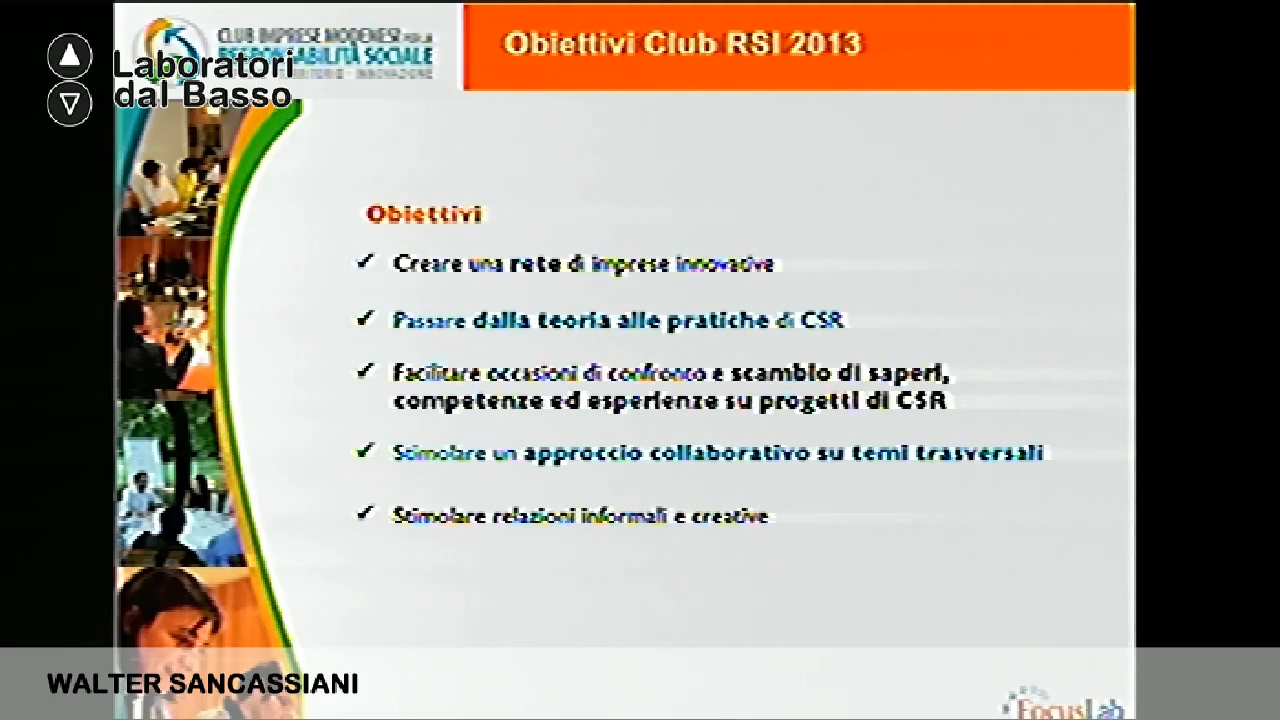 CLUB IMPRESE MODENESI PER LA
RESPONSABILITÀ SOCIALE
INNOVAZIONE
Laboratori
dal Basso
Obiettivi Club RSI 2013
Obiettivi
✓ Creare una rete di imprese innovative
✓ Passare dalla teoria alle pratiche di CSR
✓ Facilitare occasioni di confronto e scambio di saperi,
competenze ed esperienze su progetti di CSR
✓ Stimolare un approccio collaborativo su temi trasversali
✓ Stimolare relazioni informali e creative
WALTER SANCASSIANI
FocusLab